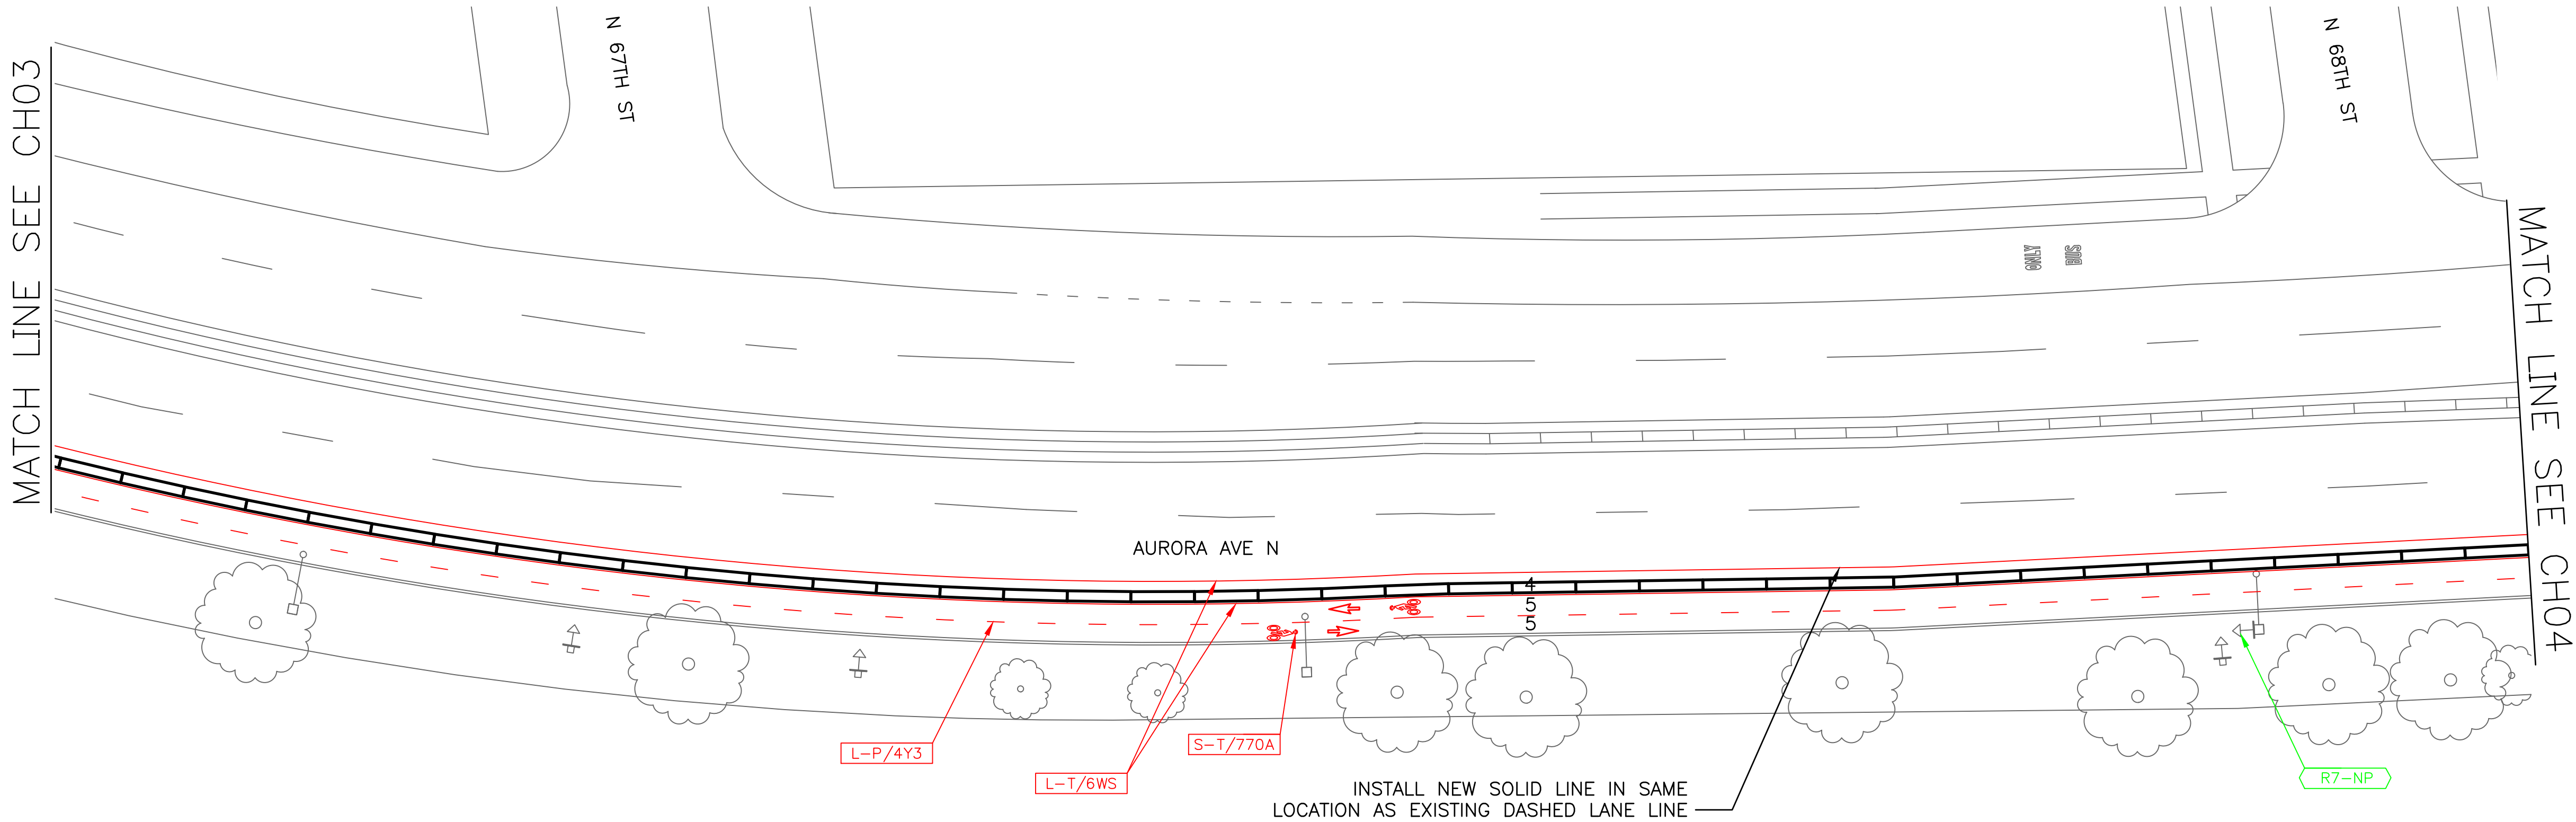 MATCH LINE SEE CH03
N 67TH ST
N 68TH ST
ONLY
BUS
MATCH LINE SEE CH04
AURORA AVE N
4
5
5
L-P/4Y3
L-T/6WS
S-T/770A
INSTALL NEW SOLID LINE IN SAME
LOCATION AS EXISTING DASHED LANE LINE
R7-NP